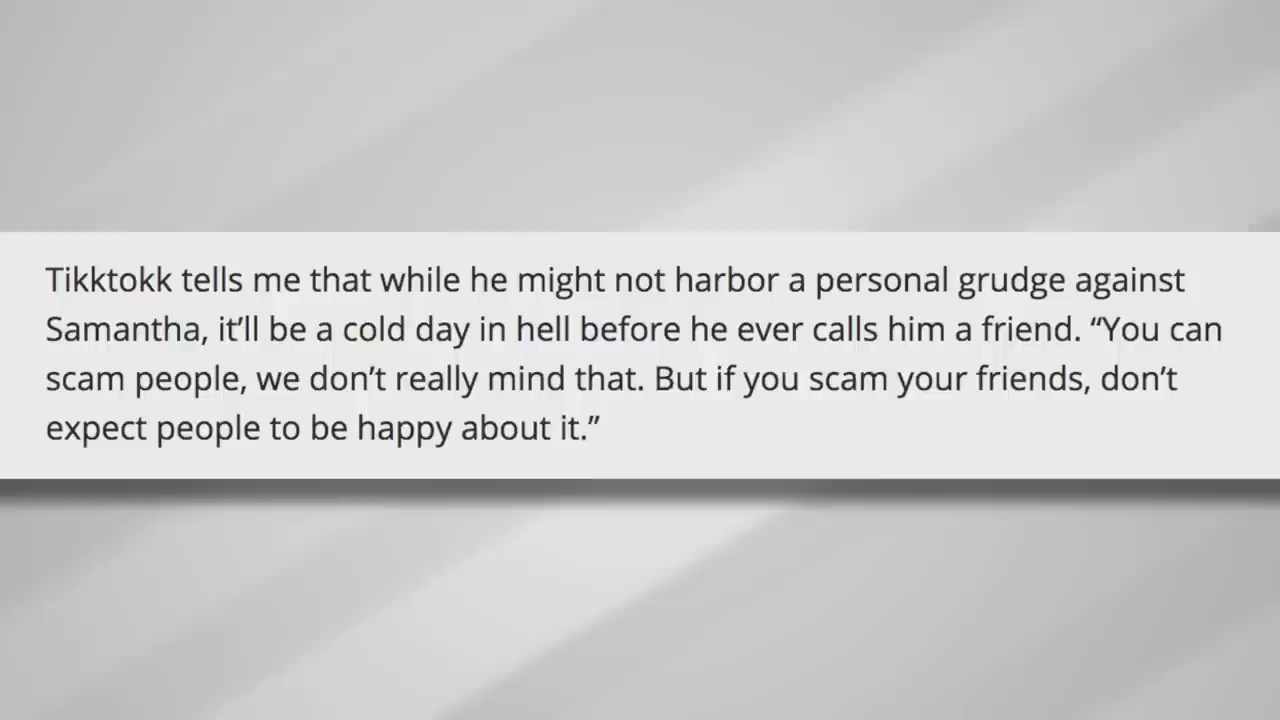 Tikktokk tells me that while he might not harbor a personal grudge against
Samantha, it’ll be a cold day in hell before he ever calls him a friend. “You can
scam people, we don’t really mind that. But if you scam your friends, don’t
expect people to be happy about it.”